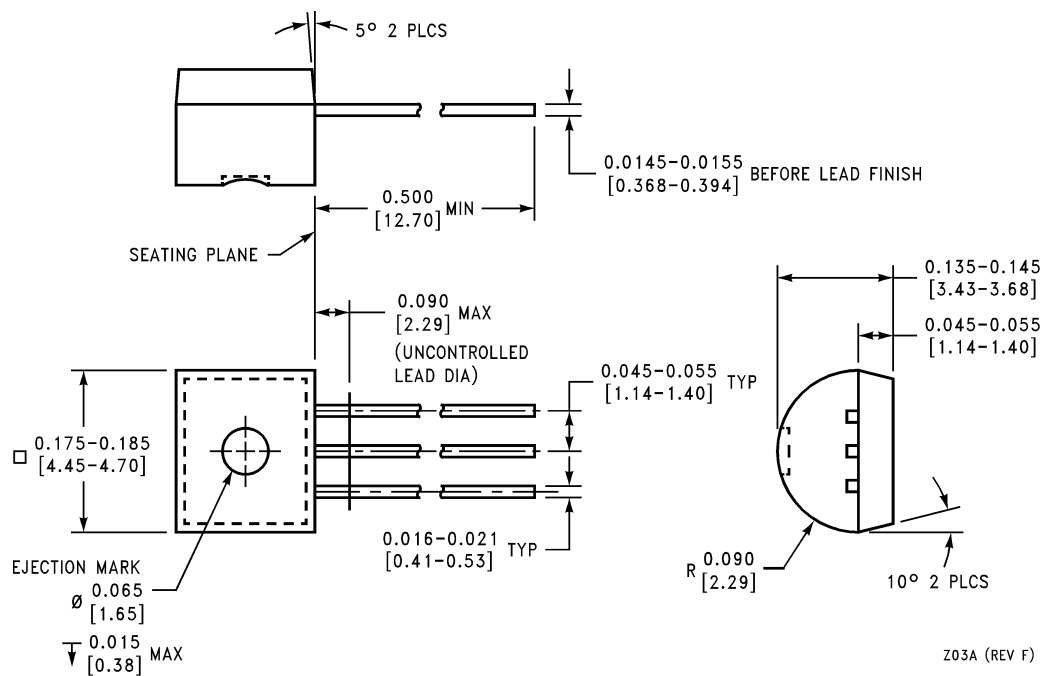 5° 2 PLCS
0.0145–0.0155
[0.368–0.394] BEFORE LEAD FINISH
0.500
[12.70] MIN
SEATING PLANE
0.090
[2.29] MAX
(UNCONTROLLED
LEAD DIA)
0.135–0.145
[3.43–3.68]
0.045–0.055
[1.14–1.40]
0.045–0.055
[1.14–1.40] TYP
0.175–0.185
[4.45–4.70]
0.016–0.021
[0.41–0.53] TYP
EJECTION MARK
Ø 0.065
[1.65]
0.015
[0.38] MAX
R 0.090
[2.29]
10° 2 PLCS
Z03A (REV F)